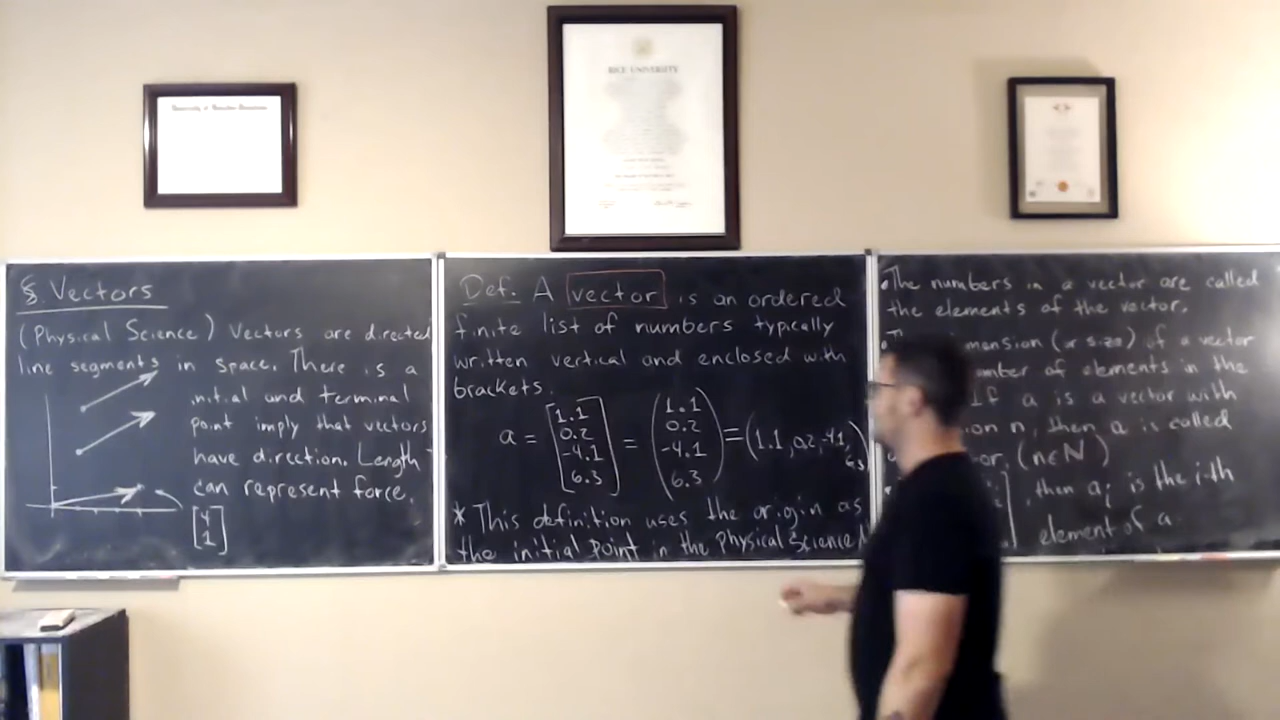 RICE UNIVERSITY
§ Vectors
(Physical Science) Vectors are directed
line segments in space. There is a
initial und terminal
point imply that vectors
have direction. Length
can represent force.
[4
1]
Def. A vector is an ordered
finite list of numbers typically
written vertical and enclosed with
brackets.
a = [1.1 0.2 -4.1 6.3] = (1.1 0.2 -4.1 6.3) = (1.1, 0.2, -4.1, 6.3)
* This definition uses the origin as
the initial point in the Physical Science
• The numbers in a vector are called
the elements of the vector.
mension (or size) of a vector
umber of elements in the
If a is a vector with
on n, then a is called
or. (n∈ℕ)
, then aᵢ is the i-th
element of a.